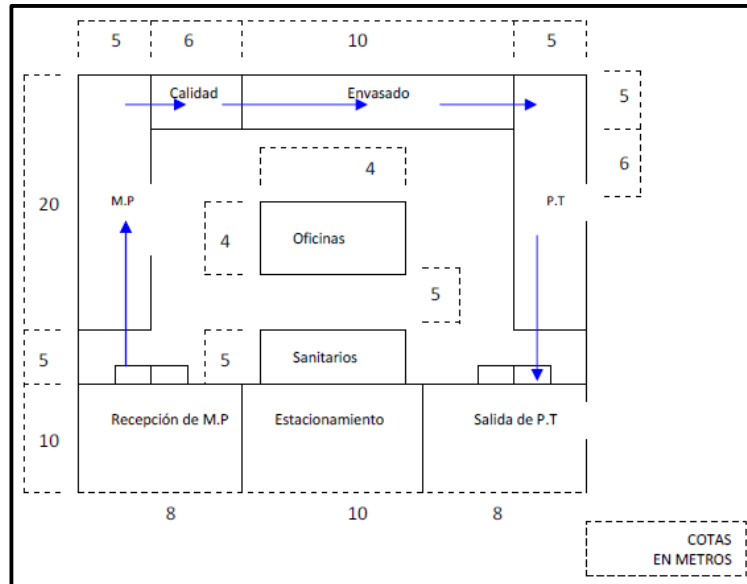 5 6 10 5
Calidad Envasado
5
6
4
20 M.P P.T
4 Oficinas
5
5 5 Sanitarios
10 Recepción de M.P Estacionamiento Salida de P.T
8 10 8
COTAS
EN METROS